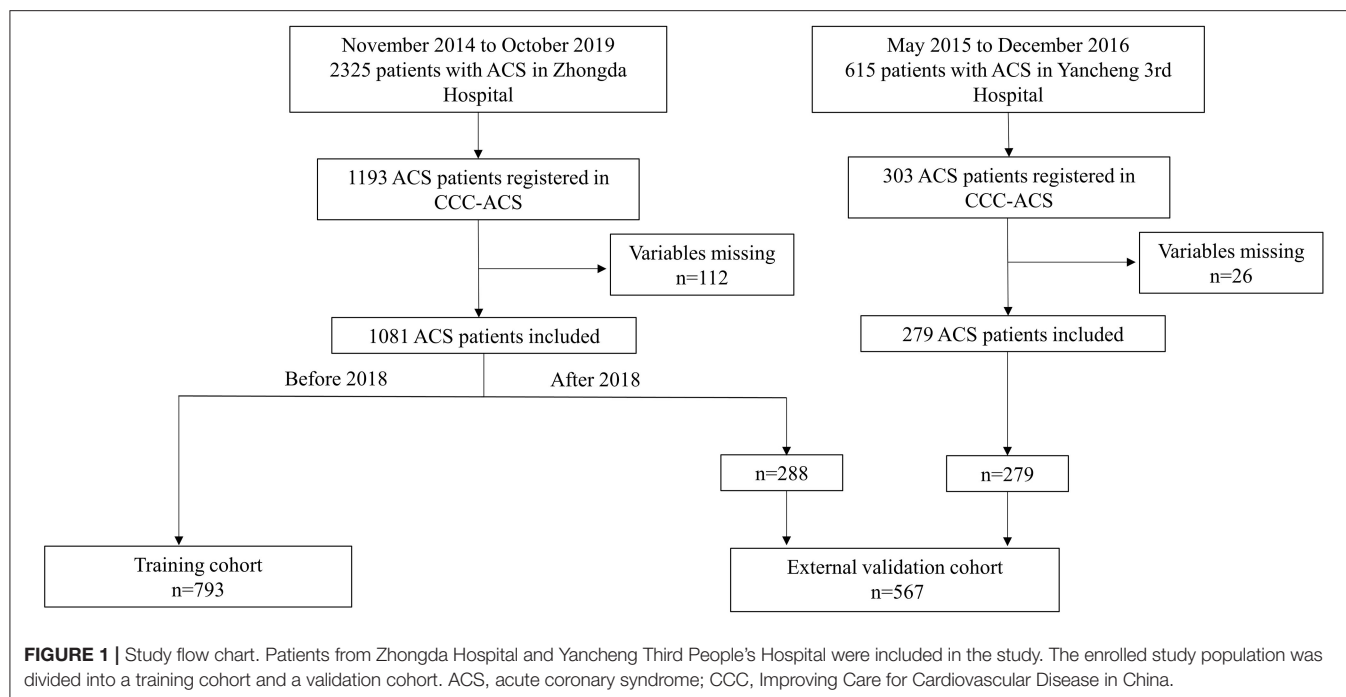 November 2014 to October 2019
2325 patients with ACS in Zhongda
Hospital
May 2015 to December 2016
615 patients with ACS in Yancheng 3rd
Hospital
1193 ACS patients registered in
CCC-ACS
303 ACS patients registered in
CCC-ACS
Variables missing
n=112
Variables missing
n=26
1081 ACS patients included
279 ACS patients included
Before 2018
After 2018
n=288
n=279
Training cohort
n=793
External validation cohort
n=567
FIGURE 1 | Study flow chart. Patients from Zhongda Hospital and Yancheng Third People's Hospital were included in the study. The enrolled study population was
divided into a training cohort and a validation cohort. ACS, acute coronary syndrome; CCC, Improving Care for Cardiovascular Disease in China.